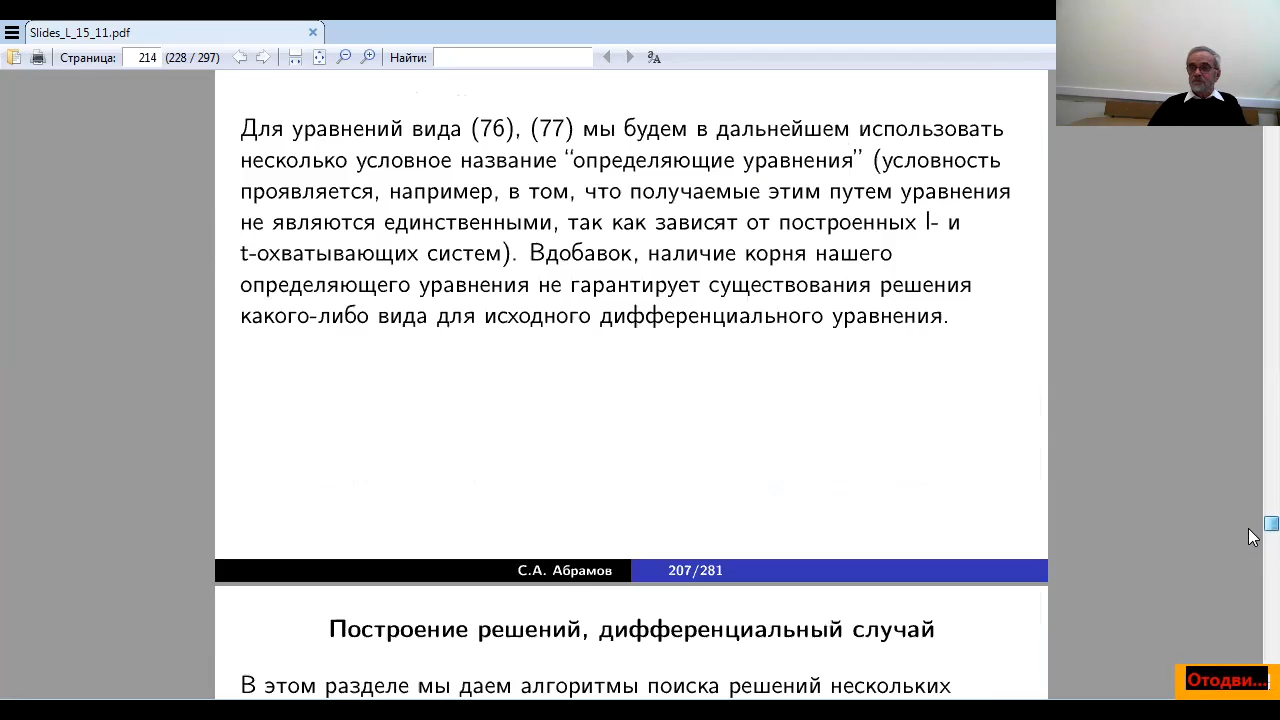 Slides_L_15_11.pdf
Страница: 214 (228 / 297) Найти:
Для уравнений вида (76), (77) мы будем в дальнейшем использовать
несколько условное название “определяющие уравнения” (условность
проявляется, например, в том, что получаемые этим путем уравнения
не являются единственными, так как зависят от построенных l- и
t-охватывающих систем). Вдобавок, наличие корня нашего
определяющего уравнения не гарантирует существования решения
какого-либо вида для исходного дифференциального уравнения.
С.А. Абрамов 207/281
Построение решений, дифференциальный случай
В этом разделе мы даем алгоритмы поиска решений нескольких
Отодви...